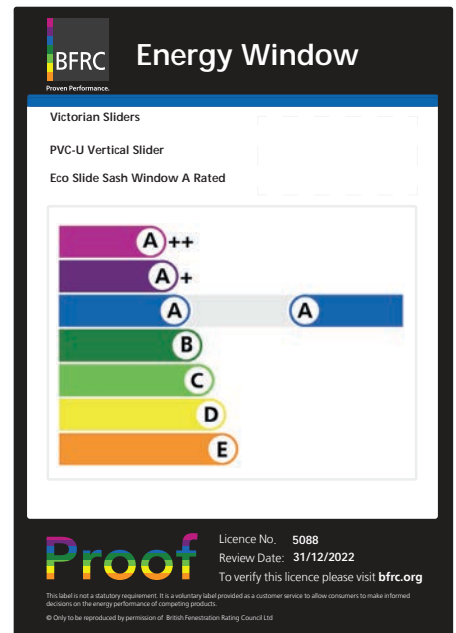 BFRC
Energy Window
Proven Performance.
Victorian Sliders
PVC-U Vertical Slider
Eco Slide Sash Window A Rated
A++
A+
A A
B
C
D
E
Proof
Licence No. 5088
Review Date: 31/12/2022
To verify this licence please visit bfrc.org
This label is not a statutory requirement. It is a voluntary label provided as a customer service to allow consumers to make informed
decisions on the energy performance of competing products.
© Only to be reproduced by permission of British Fenestration Rating Council Ltd